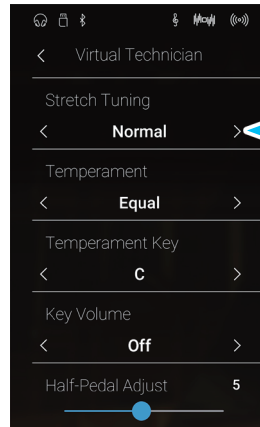 Virtual Technician
Stretch Tuning
Normal
Temperament
Equal
Temperament Key
C
Key Volume
Off
Half-Pedal Adjust 5